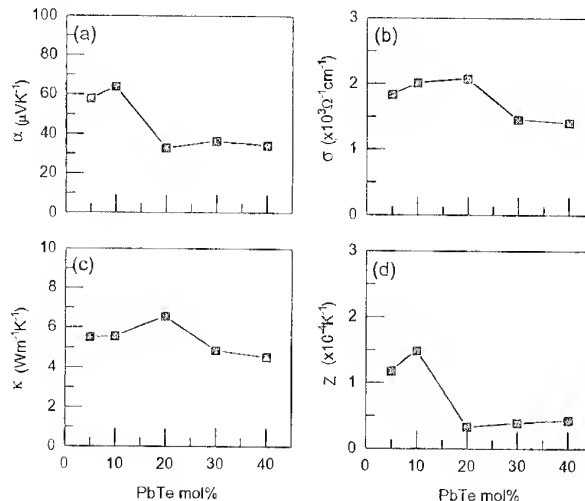 (a)
100
80
60
40
20
0
α (μVK⁻¹)
(b)
3
2
1
0
σ (x10³Ω⁻¹cm⁻¹)
(c)
10
8
6
4
2
0
κ (Wm⁻¹K⁻¹)
0 10 20 30 40
PbTe mol%
(d)
3
2
1
0
Z (x10⁻⁴K⁻¹)
0 10 20 30 40
PbTe mol%